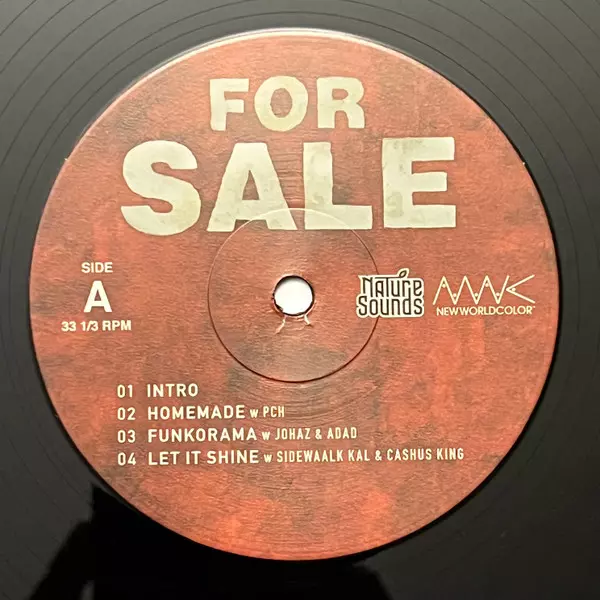 FOR
SALE
SIDE
A
33 1/3 RPM
Nature
Sounds
NEWWORLDCOLOR™
01 INTRO
02 HOMEMADE w PCH
03 FUNKORAMA w JOHAZ & ADAD
04 LET IT SHINE w SIDEWAALK KAL & CASHUS KING